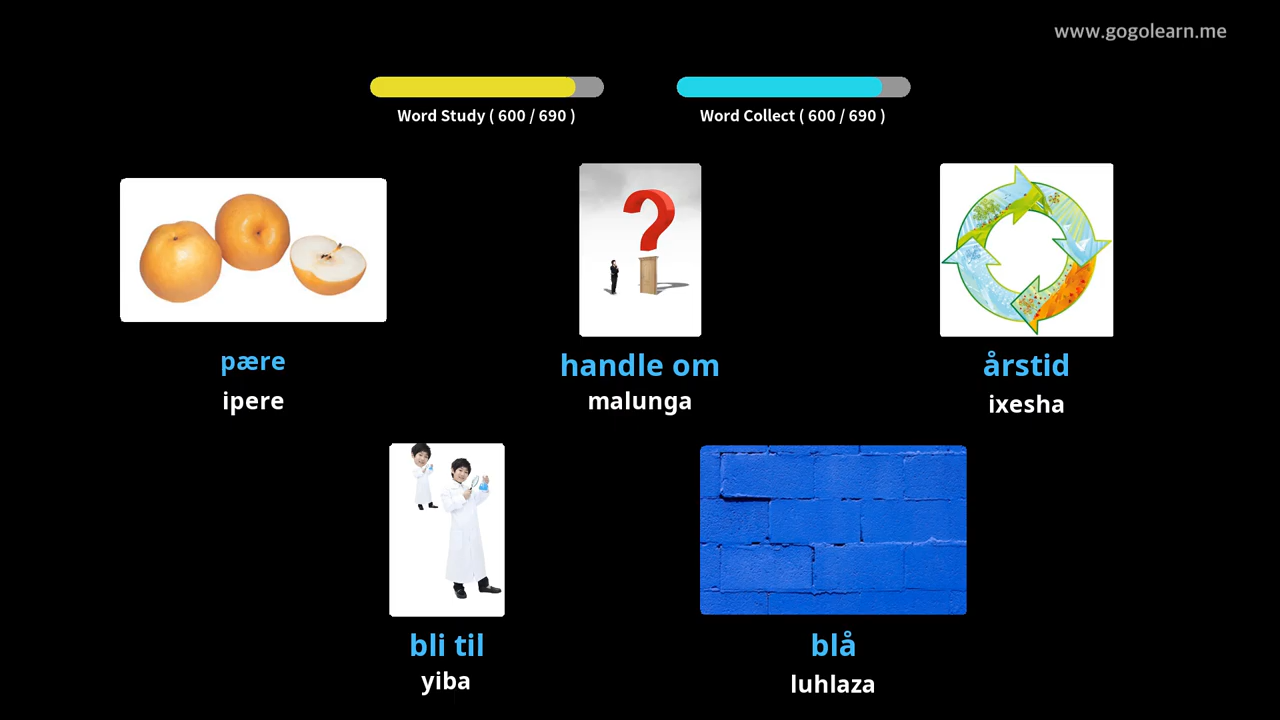 www.gogolearn.me
Word Study ( 600 / 690 )
Word Collect ( 600 / 690 )
pære
ipere
handle om
malunga
årstid
ixesha
bli til
yiba
blå
luhlaza